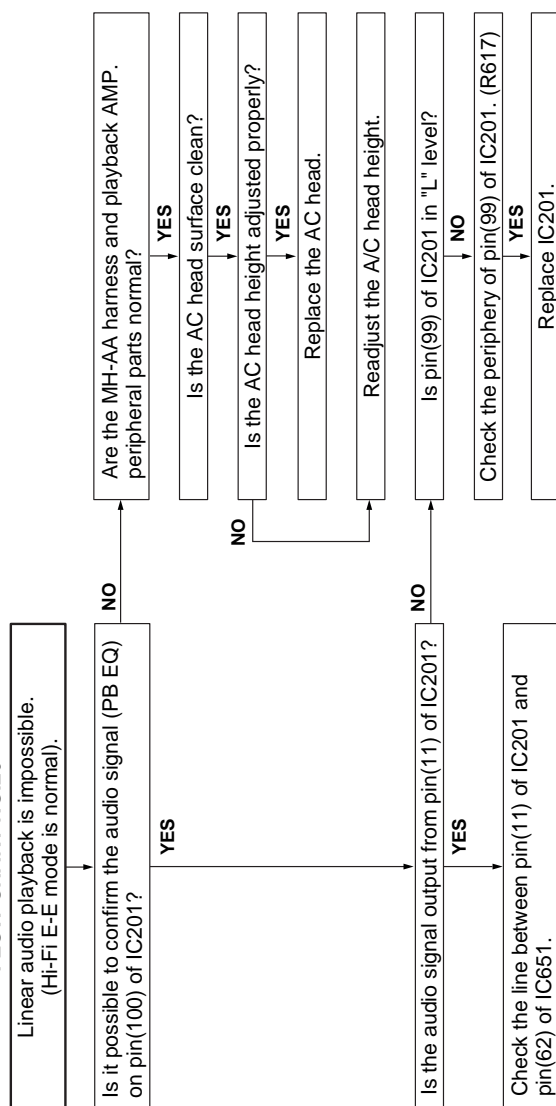 Linear audio playback is impossible.
(Hi-Fi E-E mode is normal).
Is it possible to confirm the audio signal (PB EQ)
on pin(100) of IC201?
NO
Are the MH-AA harness and playback AMP.
peripheral parts normal?
YES
Is the AC head surface clean?
YES
Is the AC head height adjusted properly?
YES
NO
Replace the AC head.
Readjust the A/C head height.
YES
Is the audio signal output from pin(11) of IC201?
NO
Is pin(99) of IC201 in "L" level?
NO
Check the periphery of pin(99) of IC201. (R617)
YES
Replace IC201.
YES
Check the line between pin(11) of IC201 and
pin(62) of IC651.